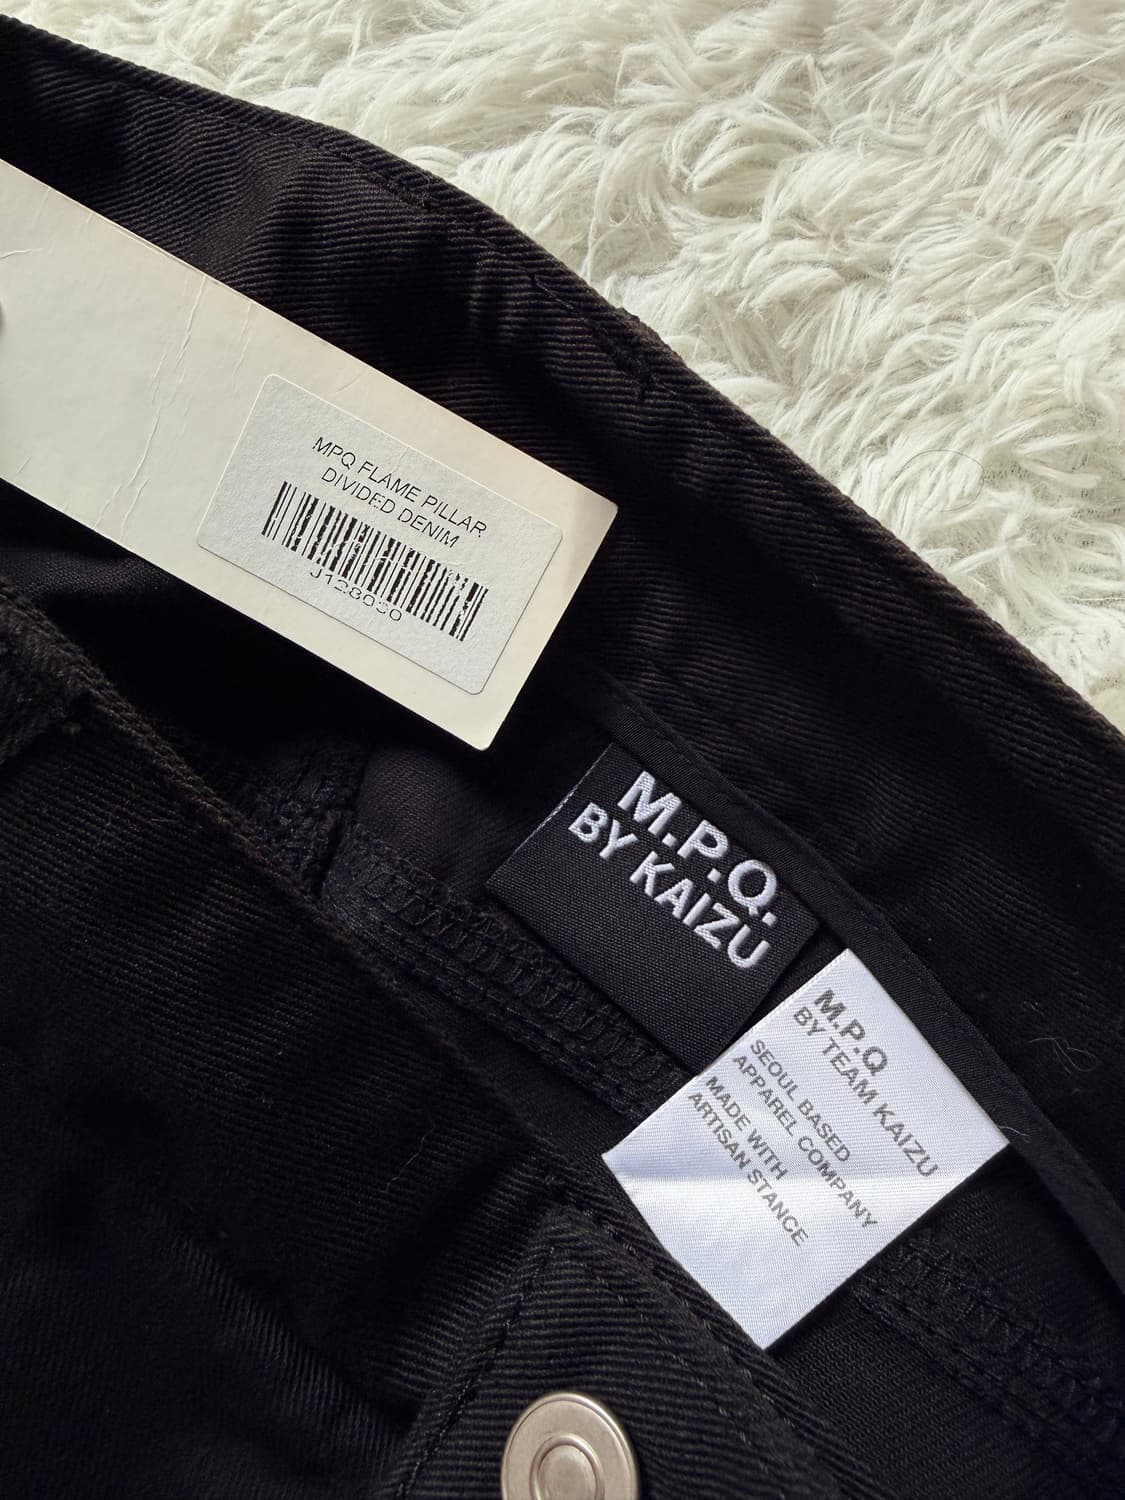 MPQ FLAME PILLAR
DIVIDED DENIM
M.P.Q.
BY KAIZU
M.P.Q
BY TEAM KAIZU
SEOUL BASED
APPAREL COMPANY
MADE WITH
ARTISAN STANCE